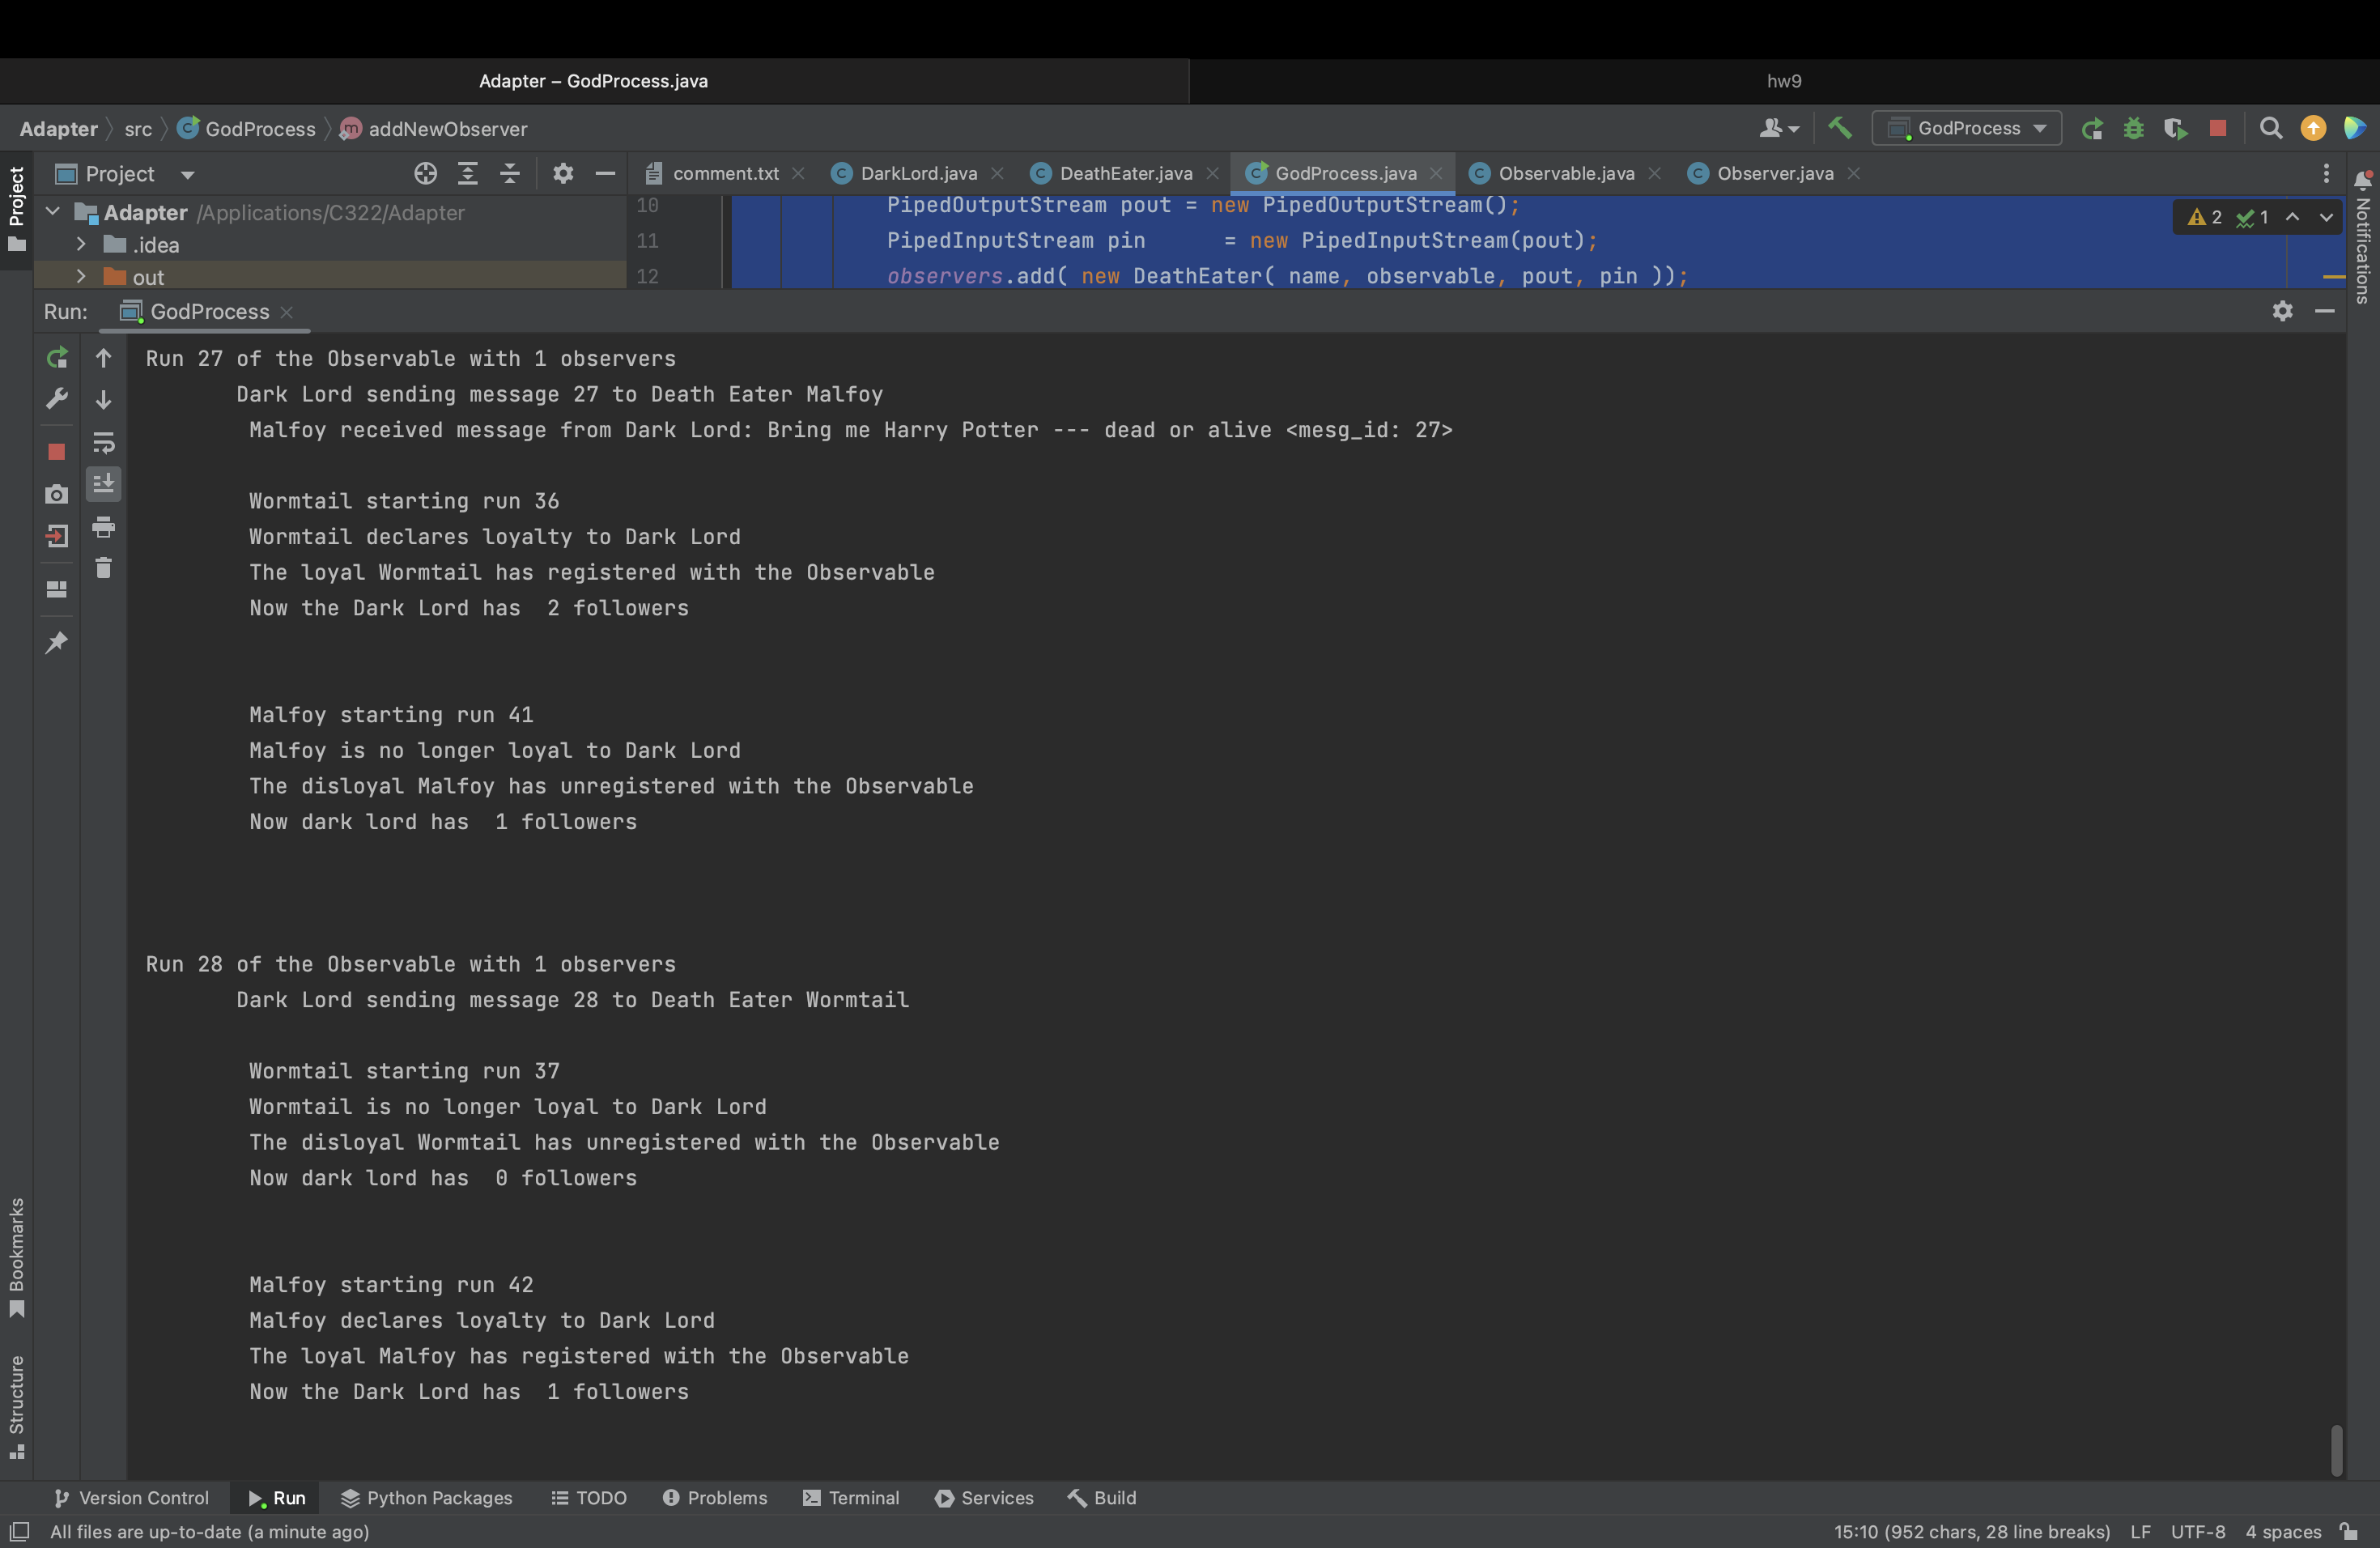 Adapter – GodProcess.java
hw9
Adapter src GodProcess addNewObserver
GodProcess
Project
Project
comment.txt DarkLord.java DeathEater.java GodProcess.java Observable.java Observer.java
Notifications
Adapter /Applications/C322/Adapter
.idea
out
10 PipedOutputStream pout = new PipedOutputStream();
11 PipedInputStream pin      = new PipedInputStream(pout);
12 observers.add( new DeathEater( name, observable, pout, pin ));
2 1
Run: GodProcess
Run 27 of the Observable with 1 observers
Dark Lord sending message 27 to Death Eater Malfoy
Malfoy received message from Dark Lord: Bring me Harry Potter --- dead or alive <mesg_id: 27>
Wormtail starting run 36
Wormtail declares loyalty to Dark Lord
The loyal Wormtail has registered with the Observable
Now the Dark Lord has  2 followers
Malfoy starting run 41
Malfoy is no longer loyal to Dark Lord
The disloyal Malfoy has unregistered with the Observable
Now dark lord has  1 followers
Run 28 of the Observable with 1 observers
Dark Lord sending message 28 to Death Eater Wormtail
Wormtail starting run 37
Wormtail is no longer loyal to Dark Lord
The disloyal Wormtail has unregistered with the Observable
Now dark lord has  0 followers
Malfoy starting run 42
Malfoy declares loyalty to Dark Lord
The loyal Malfoy has registered with the Observable
Now the Dark Lord has  1 followers
Bookmarks
Structure
Version Control Run Python Packages TODO Problems Terminal Services Build
All files are up-to-date (a minute ago)
15:10 (952 chars, 28 line breaks) LF UTF-8 4 spaces